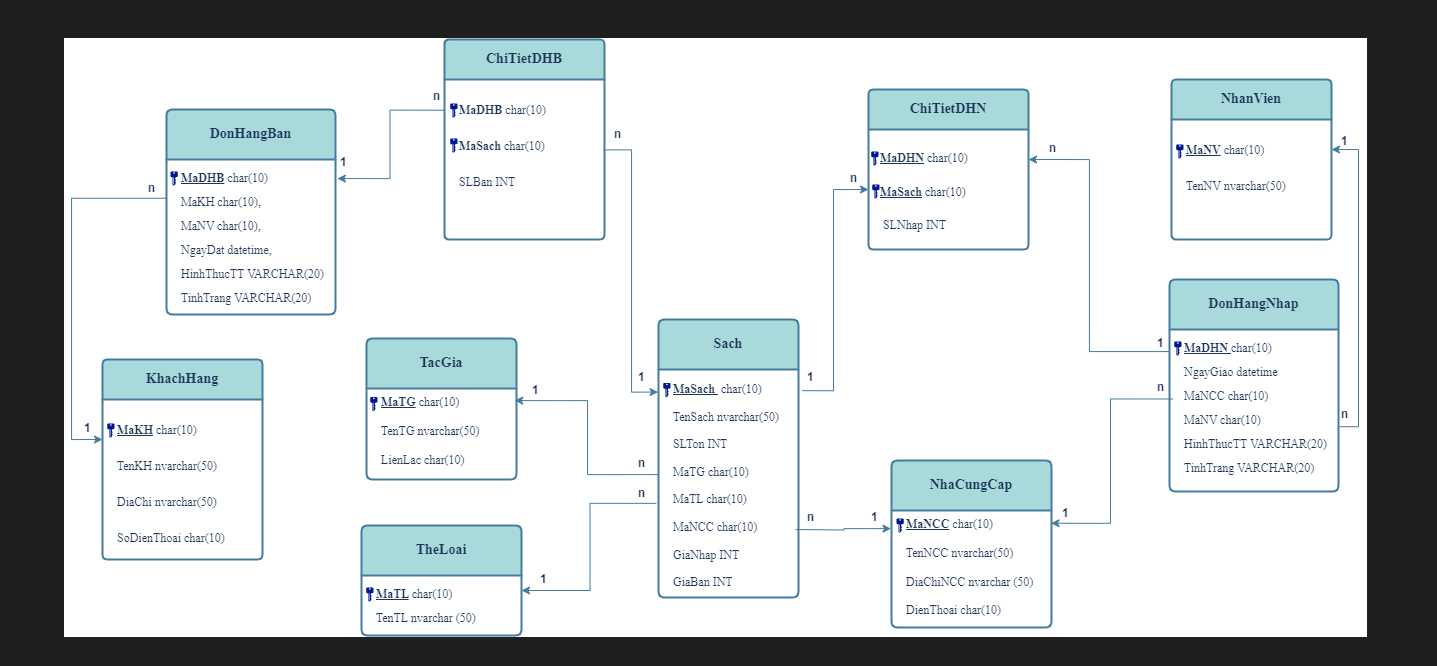 ChiTietDHB
n
MaDHB char(10)
MaSach char(10)
SLBan INT
n
DonHangBan
1
MaDHB char(10)
MaKH char(10),
MaNV char(10),
NgayDat datetime,
HinhThucTT VARCHAR(20)
TinhTrang VARCHAR(20)
n
ChiTietDHN
MaDHN char(10)
MaSach char(10)
SLNhap INT
n
n
NhanVien
MaNV char(10)
TenNV nvarchar(50)
1
DonHangNhap
MaDHN char(10)
NgayGiao datetime
MaNCC char(10)
MaNV char(10)
HinhThucTT VARCHAR(20)
TinhTrang VARCHAR(20)
1
n
n
KhachHang
1
MaKH char(10)
TenKH nvarchar(50)
DiaChi nvarchar(50)
SoDienThoai char(10)
TacGia
MaTG char(10)
TenTG nvarchar(50)
LienLac char(10)
1
Sach
1
1
MaSach char(10)
TenSach nvarchar(50)
SLTon INT
MaTG char(10)
MaTL char(10)
MaNCC char(10)
GiaNhap INT
GiaBan INT
n
n
n
TheLoai
MaTL char(10)
TenTL nvarchar (50)
1
NhaCungCap
1
MaNCC char(10)
TenNCC nvarchar(50)
DiaChiNCC nvarchar (50)
DienThoai char(10)
1